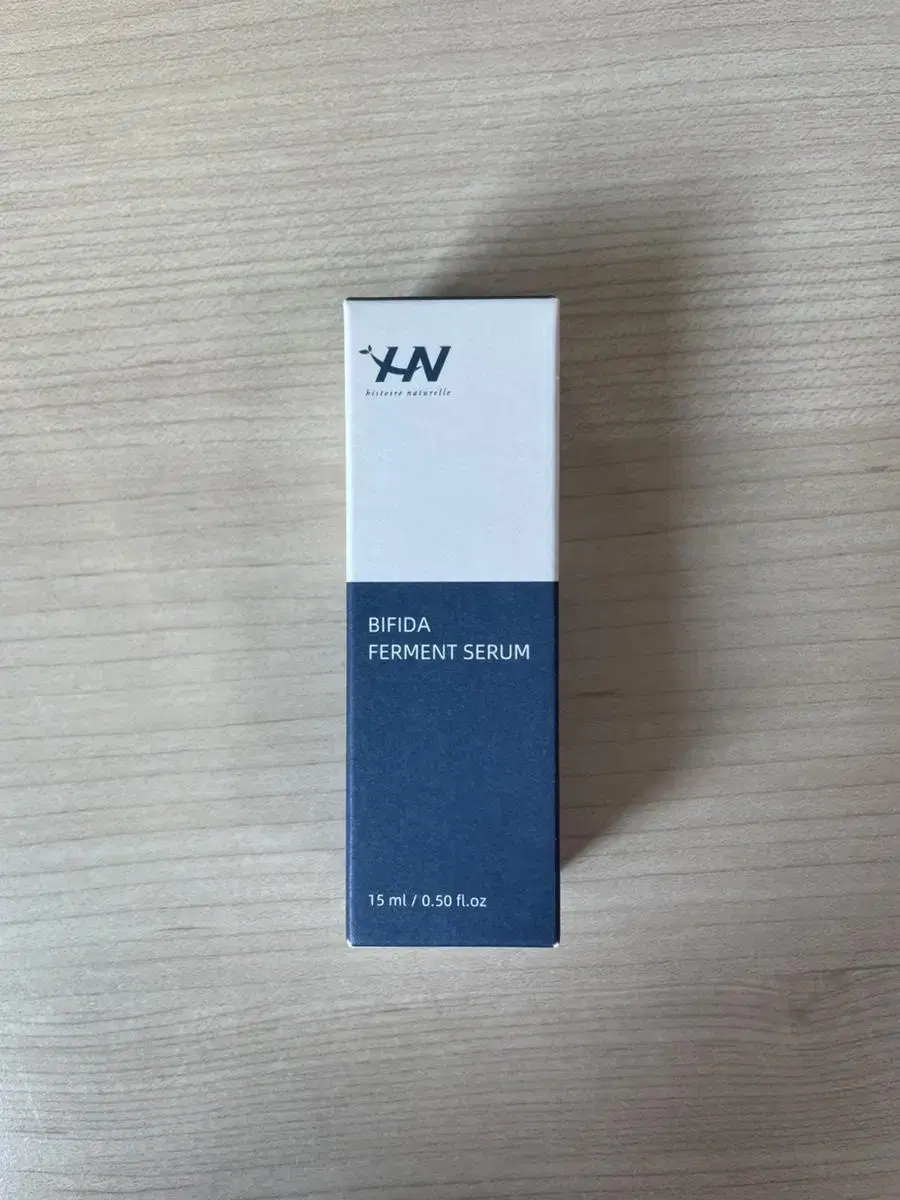 HN
histoire naturelle
BIFIDA
FERMENT SERUM
15 ml / 0.50 fl.oz